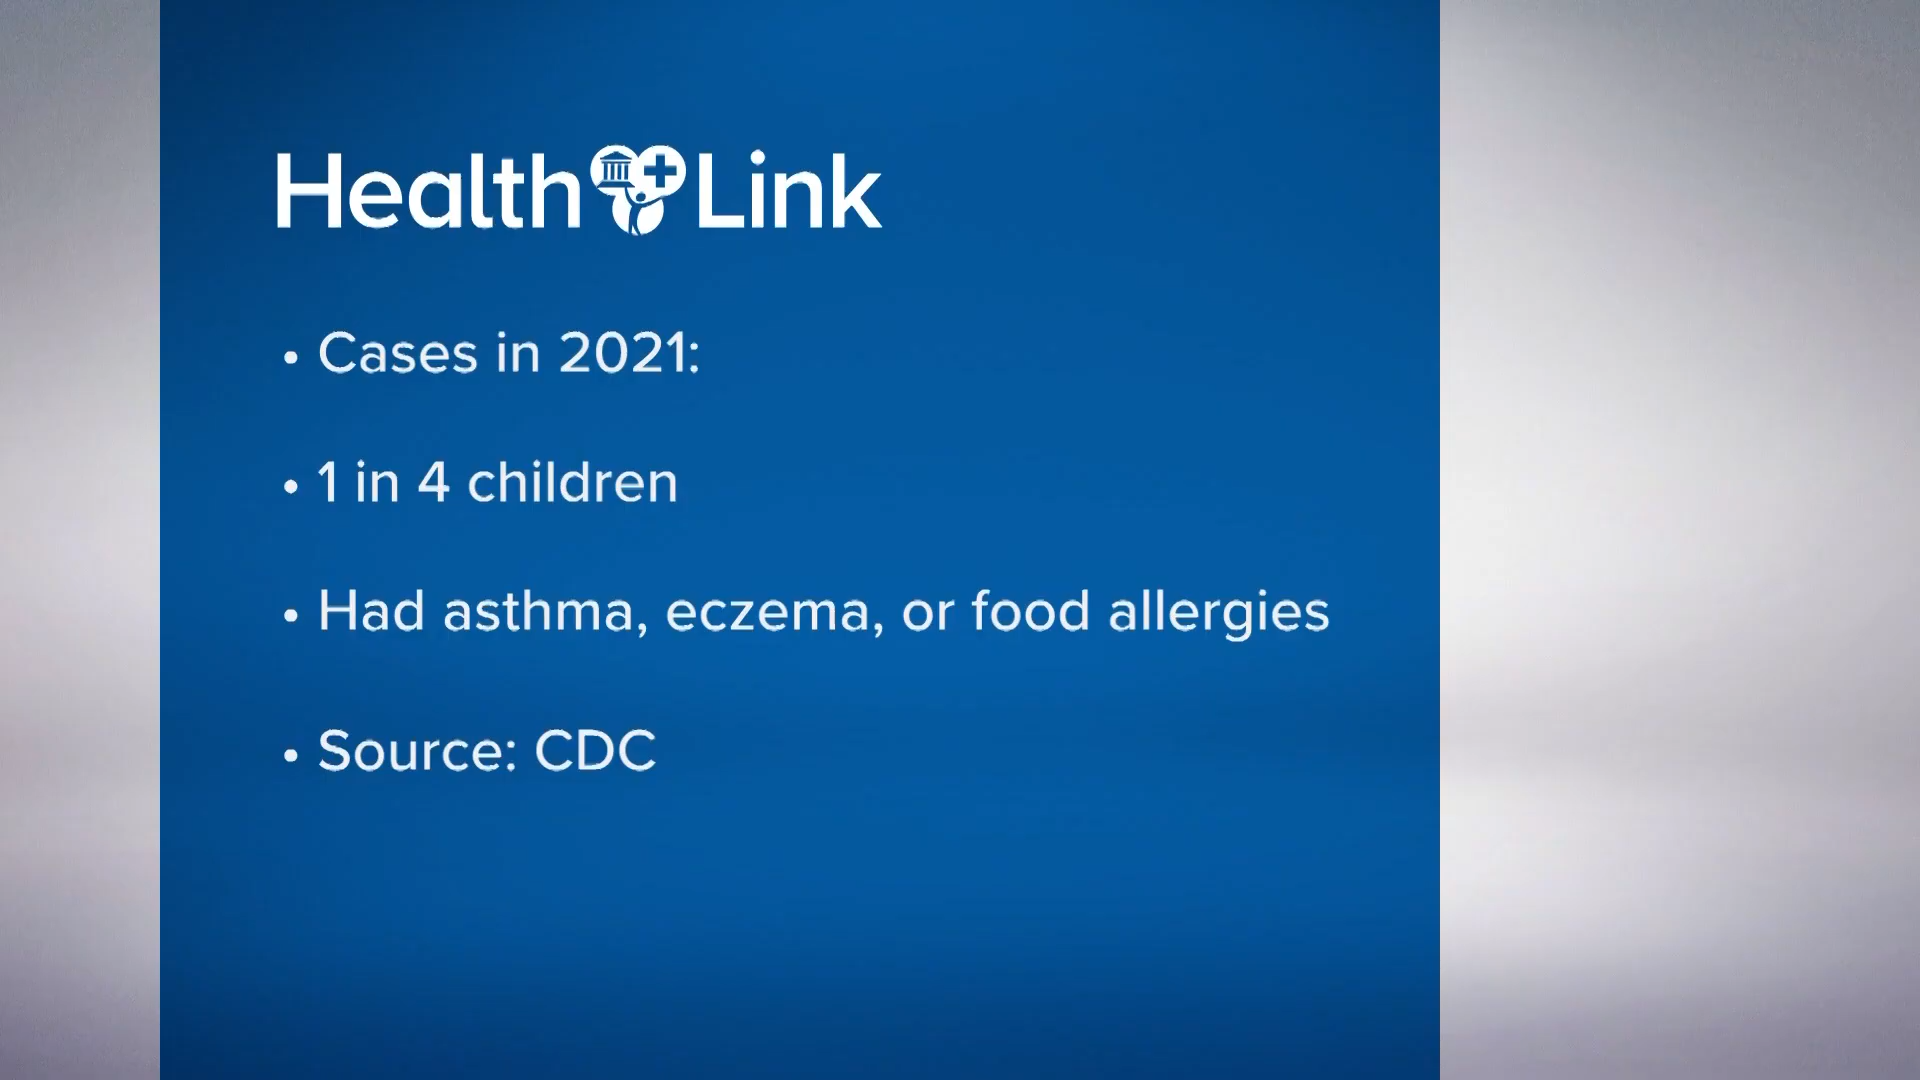 Health Link
• Cases in 2021:
• 1 in 4 children
• Had asthma, eczema, or food allergies
• Source: CDC